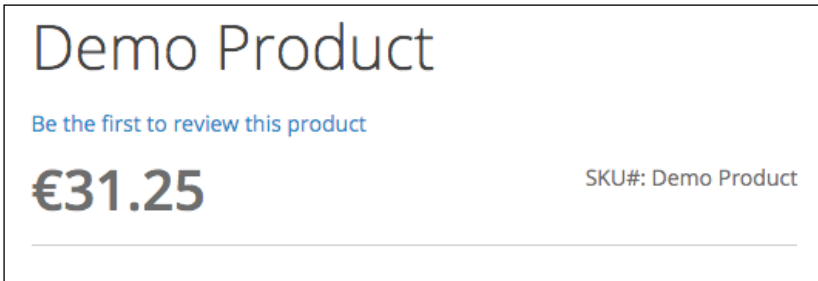 Demo Product
Be the first to review this product
€31.25
SKU#: Demo Product